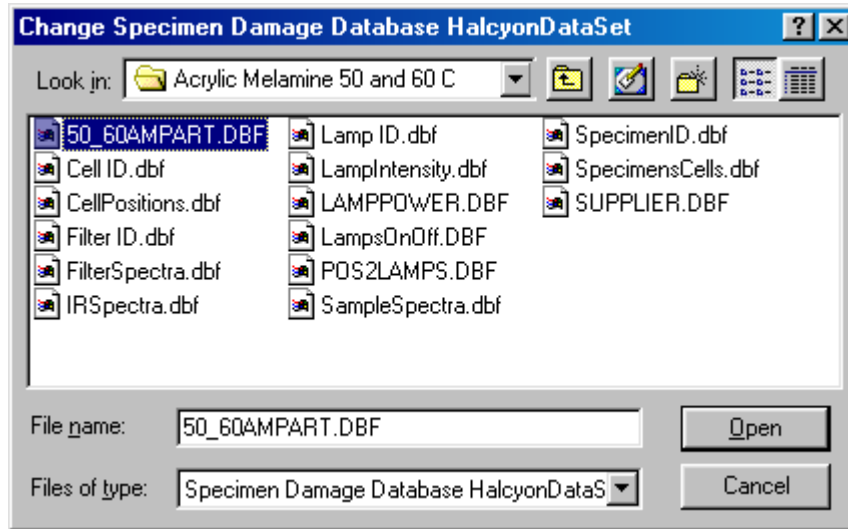 Change Specimen Damage Database HalcyonDataSet
Look in: Acrylic Melamine 50 and 60 C
50_60AMPART.DBF
Cell ID.dbf
CellPositions.dbf
Filter ID.dbf
FilterSpectra.dbf
IRSpectra.dbf
Lamp ID.dbf
LampIntensity.dbf
LAMPPOWER.DBF
LampsOnOff.DBF
POS2LAMPS.DBF
SampleSpectra.dbf
SpecimenID.dbf
SpecimensCells.dbf
SUPPLIER.DBF
File name: 50_60AMPART.DBF Open
Files of type: Specimen Damage Database HalcyonDataS Cancel